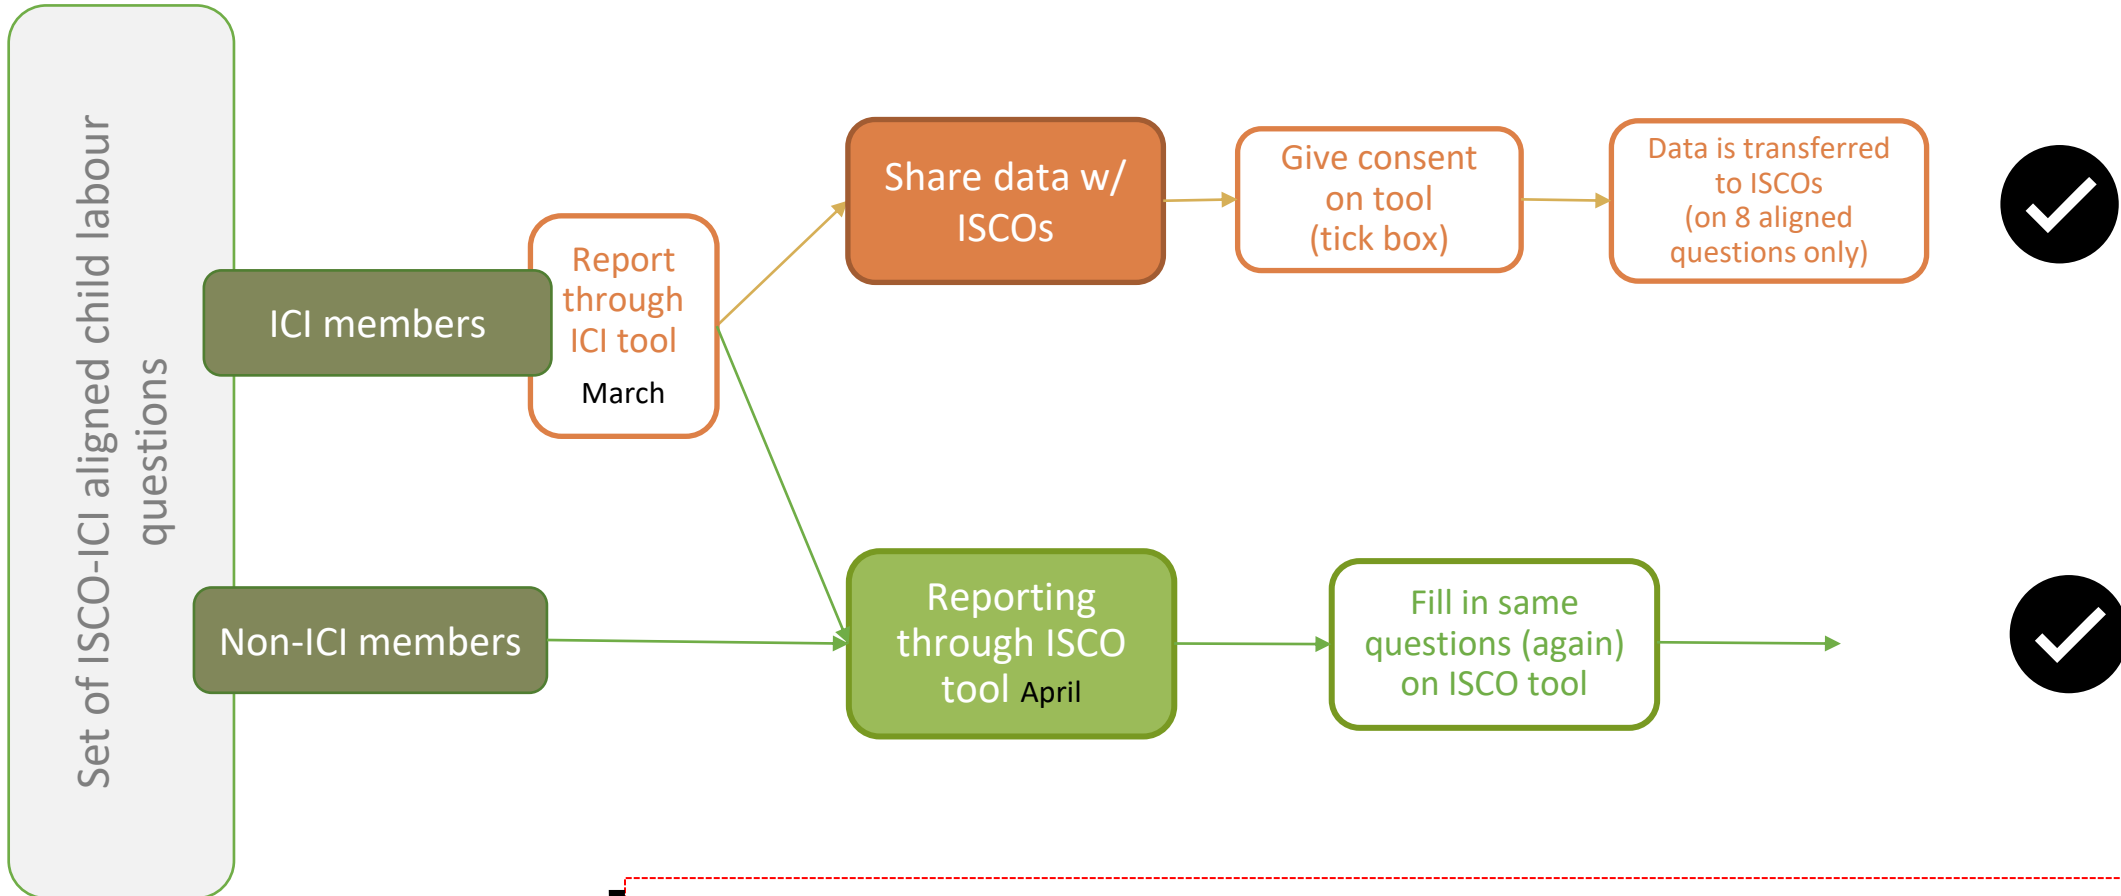 Set of ISCO-ICI aligned child labour
questions
ICI members
Report
through
ICI tool
March
Share data w/
ISCOs
Give consent
on tool
(tick box)
Data is transferred
to ISCOs
(on 8 aligned
questions only)
Non-ICI members
Reporting
through ISCO
tool April
Fill in same
questions (again)
on ISCO tool